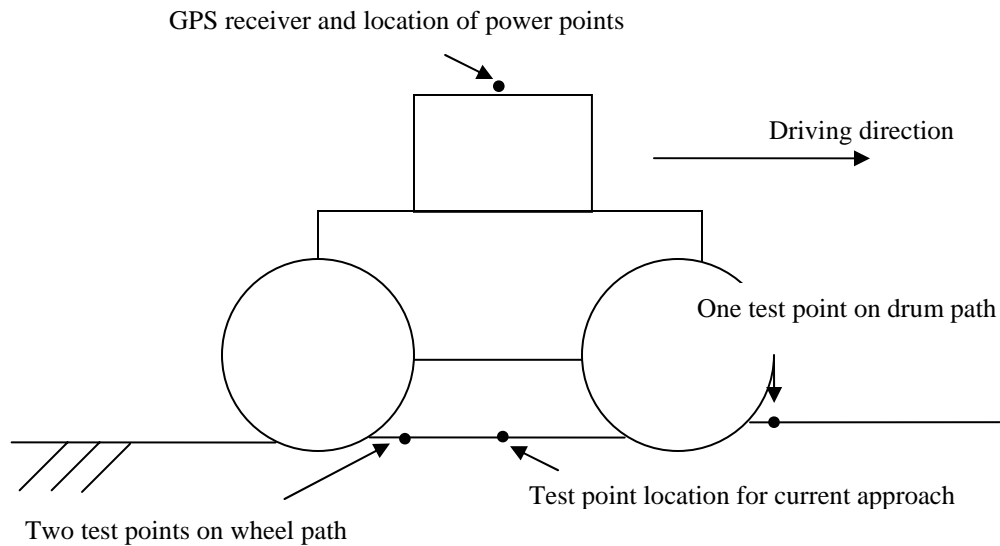 GPS receiver and location of power points
Driving direction
One test point on drum path
Test point location for current approach
Two test points on wheel path